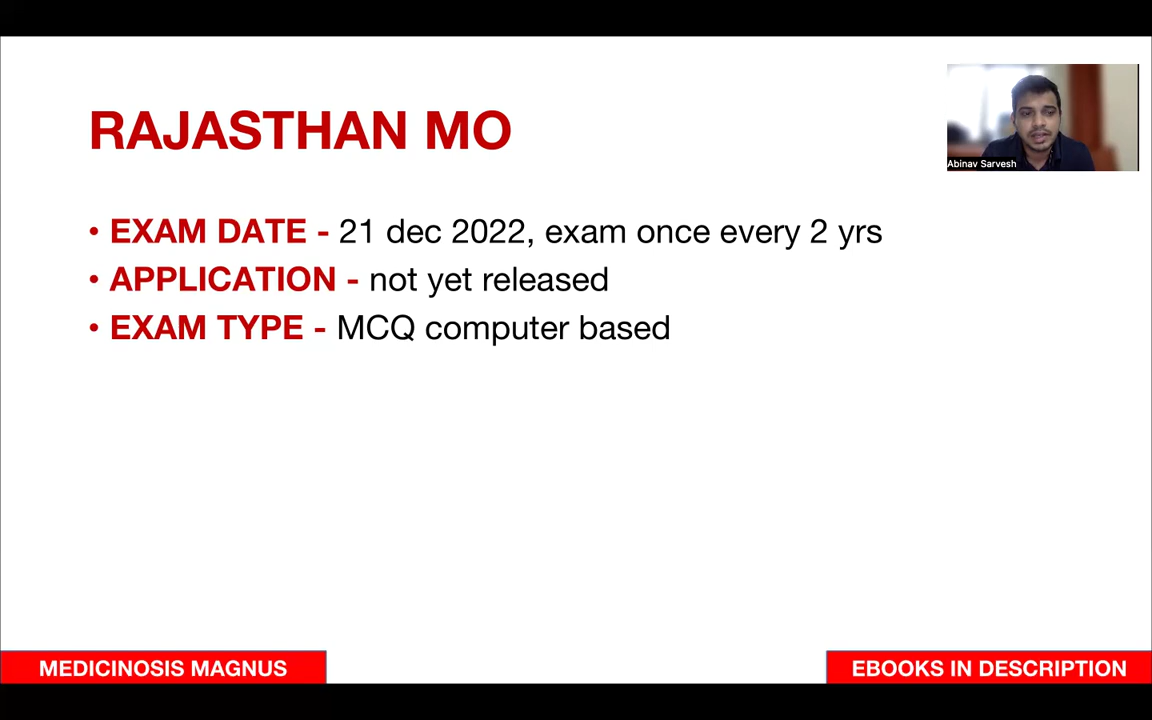 RAJASTHAN MO
Abinav Sarvesh
• EXAM DATE - 21 dec 2022, exam once every 2 yrs
• APPLICATION - not yet released
• EXAM TYPE - MCQ computer based
MEDICINOSIS MAGNUS
EBOOKS IN DESCRIPTION